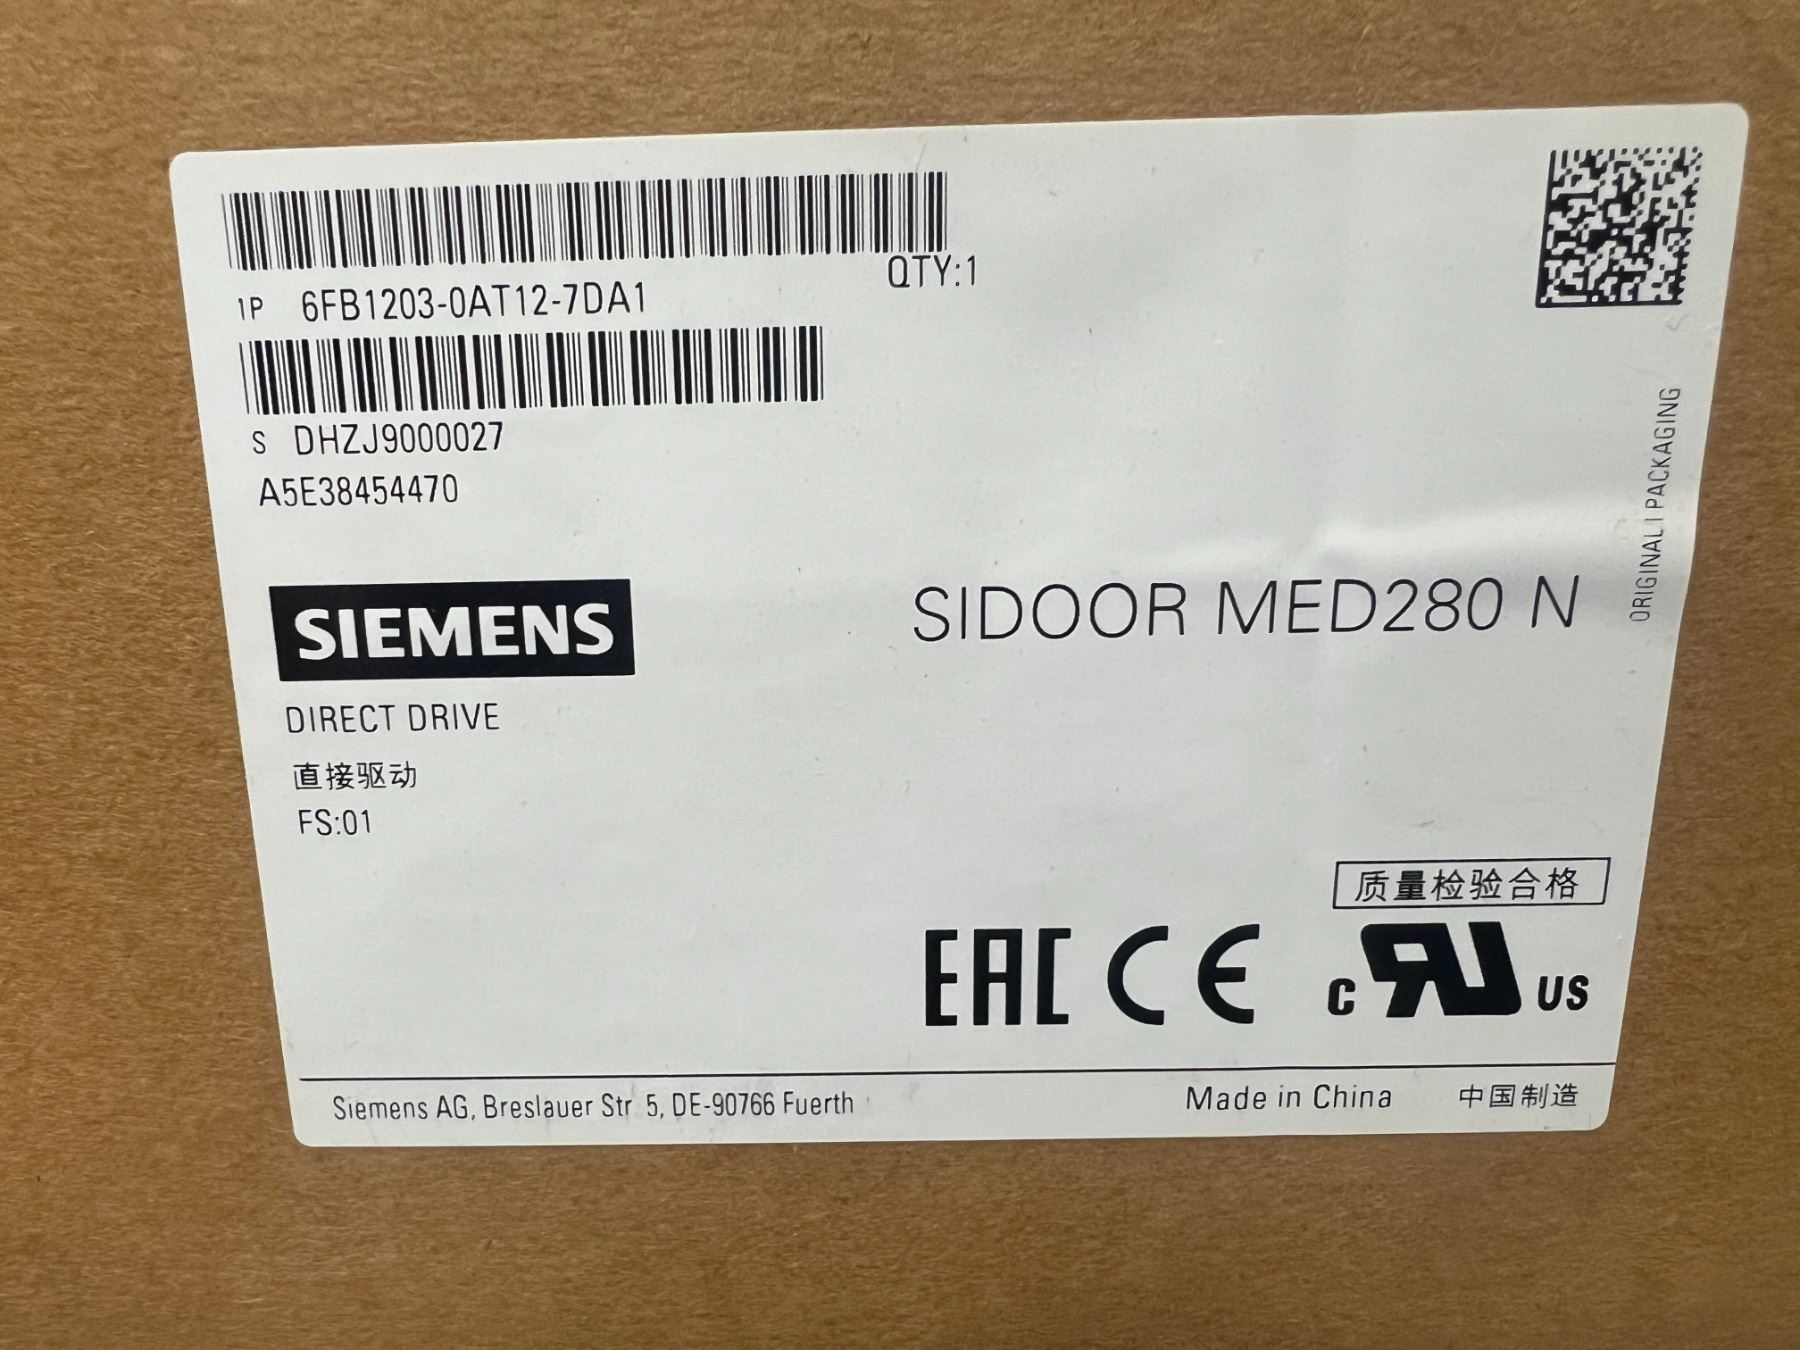 QTY:1
1P 6FB1203-0AT12-7DA1
S DHZJ9000027
A5E38454470
ORIGINAL | PACKAGING
SIEMENS
SIDOOR MED280 N
DIRECT DRIVE
直接驱动
FS:01
质量检验合格
EAC CE c RU US
Siemens AG, Breslauer Str. 5, DE-90766 Fuerth
Made in China 中国制造